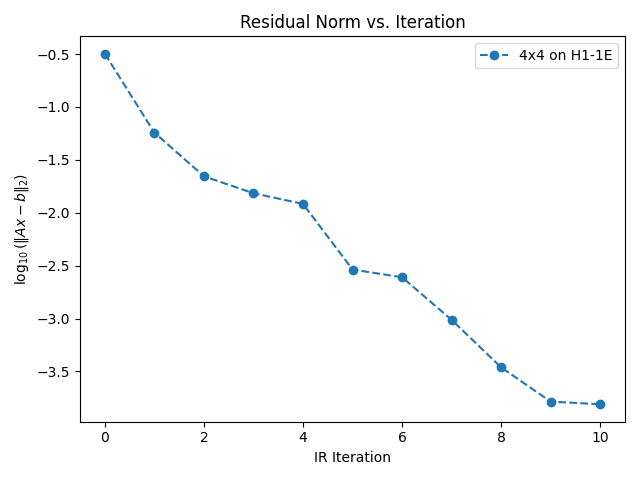 Residual Norm vs. Iteration
4x4 on H1-1E
−0.5
−1.0
−1.5
−2.0
−2.5
−3.0
−3.5
log₁₀(‖Ax − b‖₂)
0 2 4 6 8 10
IR Iteration